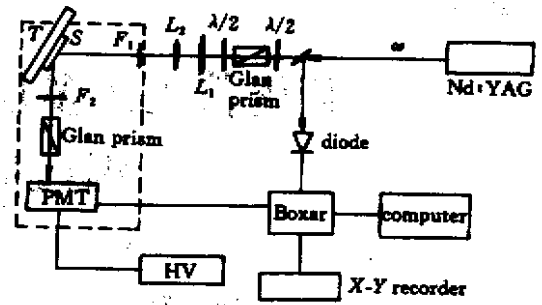 T
S
F₁
L₂
λ/2
λ/2
L₁
Glan
prism
ω
Nd:YAG
F₂
Glan prism
diode
PMT
Boxar
computer
HV
X-Y recorder